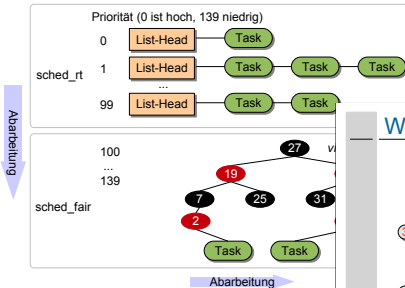 Priorität (0 ist hoch, 139 niedrig)
0 List-Head Task
sched_rt 1 List-Head Task Task Task
...
99 List-Head Task Task
Abarbeitung
100
...
139
sched_fair
27
19
7 25 31
2
Task Task
Abarbeitung
W